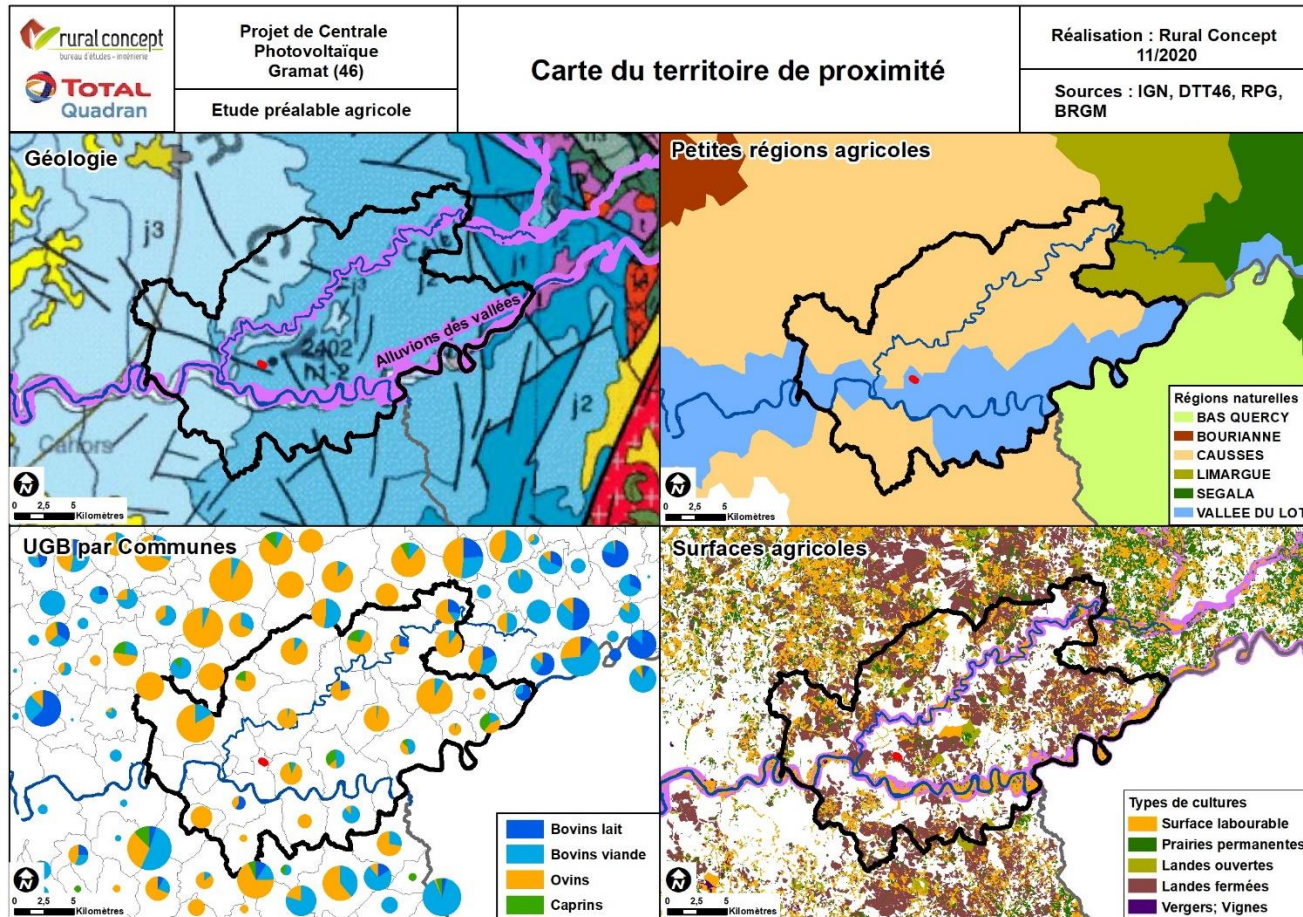 rural concept
bureau d'études - ingénierie
TOTAL
Quadran
Projet de Centrale
Photovoltaïque
Gramat (46)
Etude préalable agricole
Carte du territoire de proximité
Réalisation : Rural Concept
11/2020
Sources : IGN, DTT46, RPG,
BRGM
Géologie
j3
j2
j3
j1
2402
h1-2
Alluvions des vallées
j2
Cahors
N
0 2,5 5
Kilomètres
Petites régions agricoles
Régions naturelles
BAS QUERCY
BOURIANNE
CAUSSES
LIMARGUE
SEGALA
VALLEE DU LOT
N
0 2,5 5
Kilomètres
UGB par Communes
Bovins lait
Bovins viande
Ovins
Caprins
N
0 2,5 5
Kilomètres
Surfaces agricoles
Types de cultures
Surface labourable
Prairies permanentes
Landes ouvertes
Landes fermées
Vergers; Vignes
N
0 2,5 5
Kilomètres